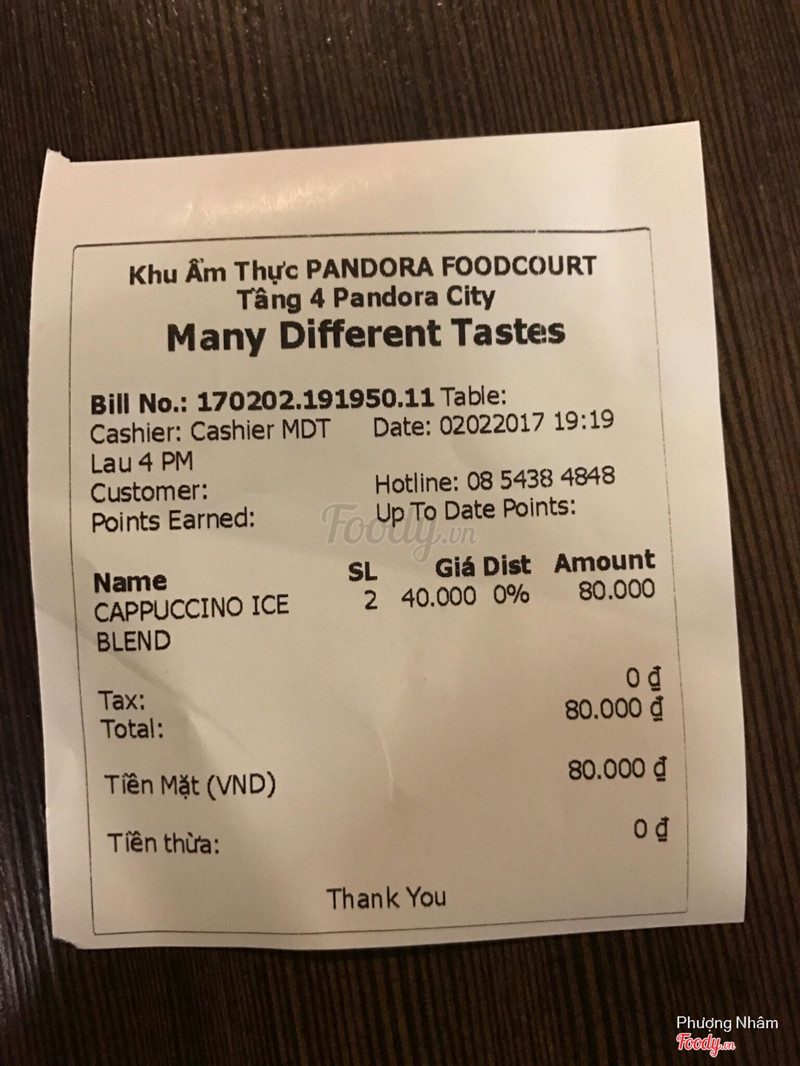 Khu Ẩm Thực PANDORA FOODCOURT
Tầng 4 Pandora City
Many Different Tastes
Bill No.: 170202.191950.11 Table:
Cashier: Cashier MDT Date: 02022017 19:19
Lau 4 PM
Customer: Hotline: 08 5438 4848
Points Earned: Up To Date Points:
Foody.vn
Name SL Giá Dist Amount
CAPPUCCINO ICE 2 40.000 0% 80.000
BLEND
Tax: 0 ₫
Total: 80.000 ₫
Tiền Mặt (VND) 80.000 ₫
Tiền thừa: 0 ₫
Thank You
Phượng Nhâm
Foody.vn